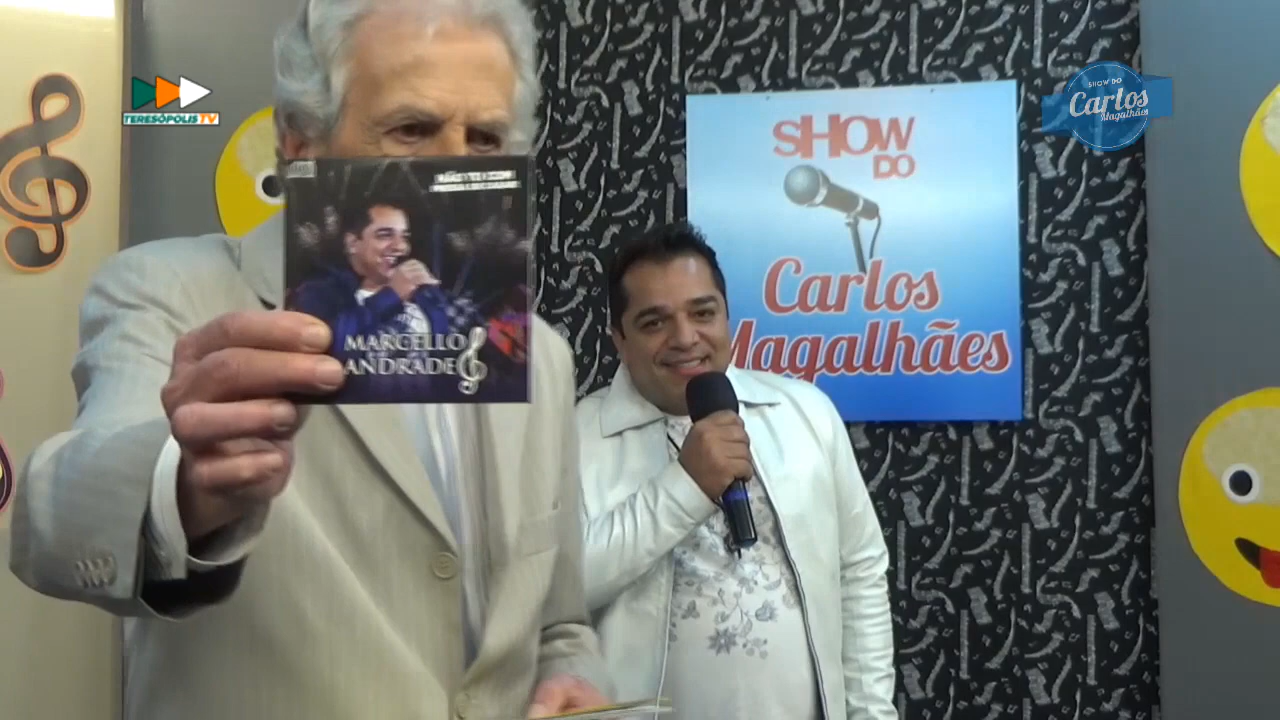 TERESÓPOLIS TV
MARCELLO
ANDRADE
SHOW
DO
Carlos
Magalhães
SHOW DO
Carlos
Magalhães